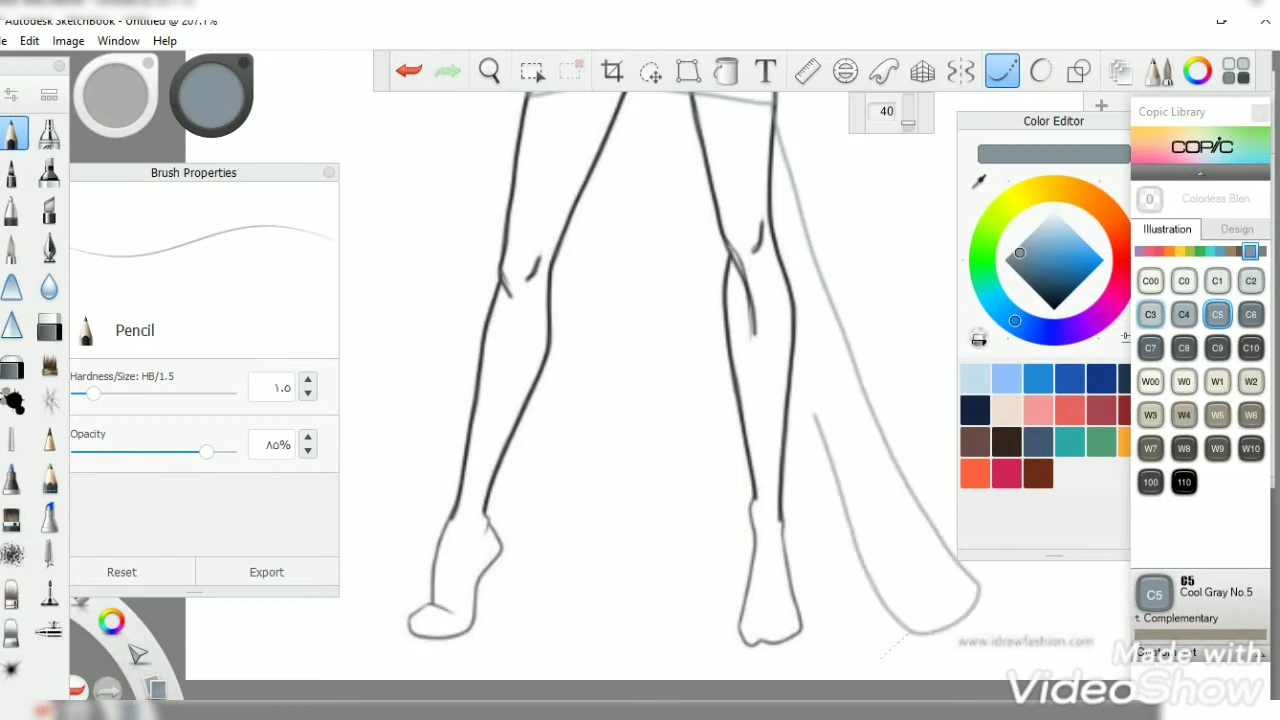 Autodesk SketchBook - Untitled @ 207.1%
Edit Image Window Help
T
40
Color Editor
Copic Library
COPIC
0 Colorless Blen.
Illustration Design
Brush Properties
C00 C0 C1 C2
C3 C4 C5 C6
C7 C8 C9 C10
W00 W0 W1 W2
W3 W4 W5 W6
W7 W8 W9 W10
100 110
Pencil
Hardness/Size: HB/1.5
١.٥
Opacity
٨٥%
Reset Export
C5
C5
Cool Gray No.5
t. Complementary
www.idrawfashion.com
Made with
VideoShow